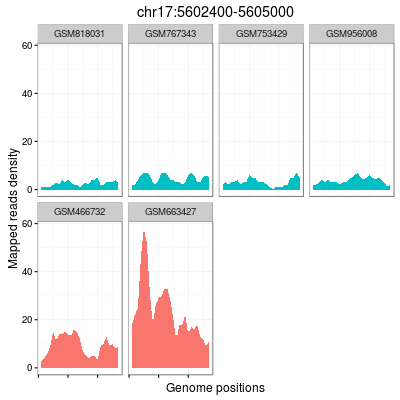 chr17:5602400-5605000
GSM818031 GSM767343 GSM753429 GSM956008
60
40
20
0
Mapped reads density
GSM466732 GSM663427
60
40
20
0
Genome positions